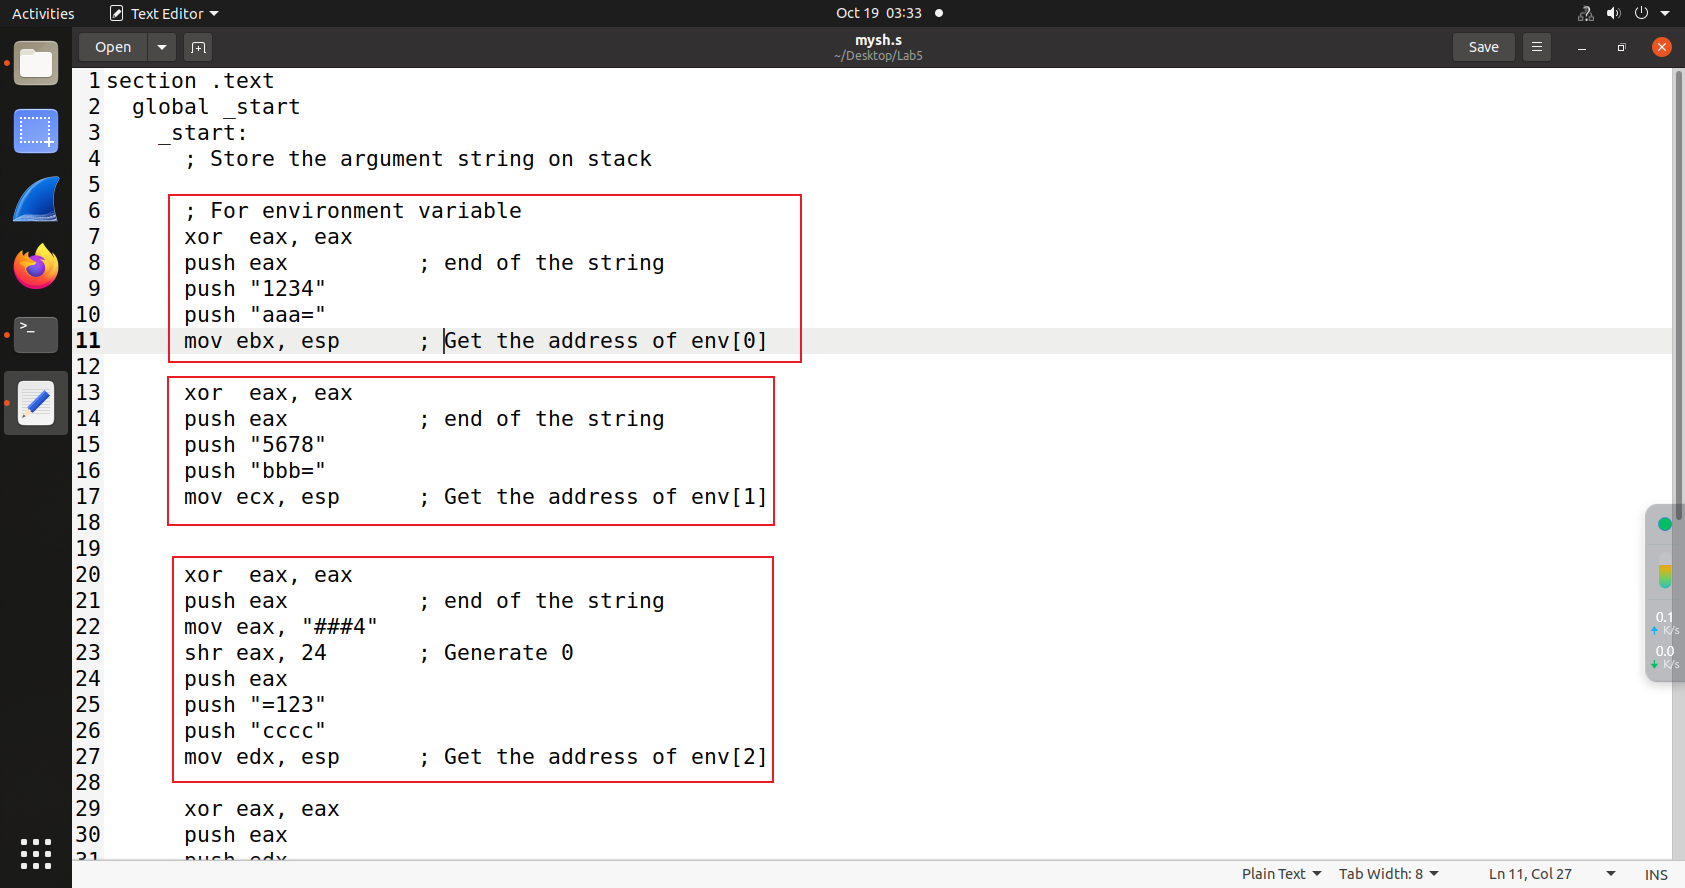 Activities
Text Editor
Oct 19 03:33
Open
mysh.s
~/Desktop/Lab5
Save
1 section .text
2 global _start
3 _start:
4 ; Store the argument string on stack
5
6 ; For environment variable
7 xor  eax, eax
8 push eax ; end of the string
9 push "1234"
10 push "aaa="
11 mov ebx, esp ; Get the address of env[0]
12
13 xor  eax, eax
14 push eax ; end of the string
15 push "5678"
16 push "bbb="
17 mov ecx, esp ; Get the address of env[1]
18
19
20 xor  eax, eax
21 push eax ; end of the string
22 mov eax, "###4"
23 shr eax, 24 ; Generate 0
24 push eax
25 push "=123"
26 push "cccc"
27 mov edx, esp ; Get the address of env[2]
28
29 xor eax, eax
30 push eax
31 push edx
0.1
K/s
0.0
K/s
Plain Text
Tab Width: 8
Ln 11, Col 27
INS